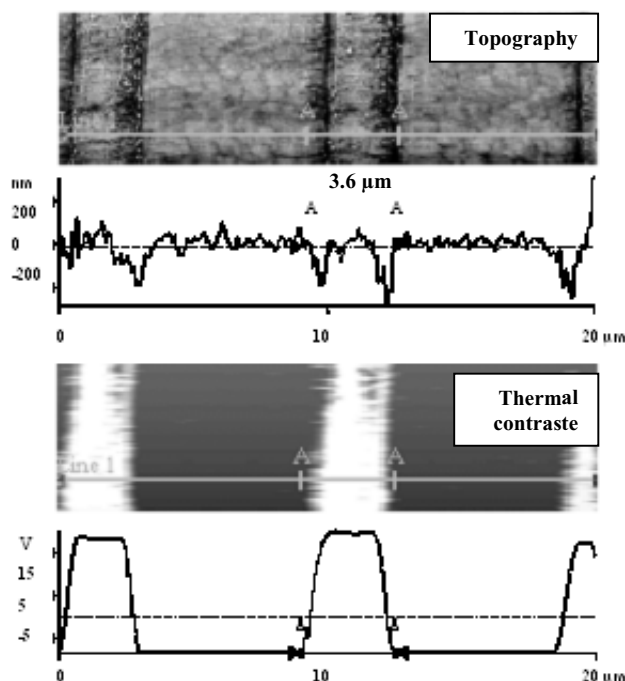 Topography
Line 1
A A
nm
3.6 µm
A A
200
0
-200
0 10 20 µm
Thermal
contraste
A A
Line 1
V
15
5
-5
A A
0 10 20 µm